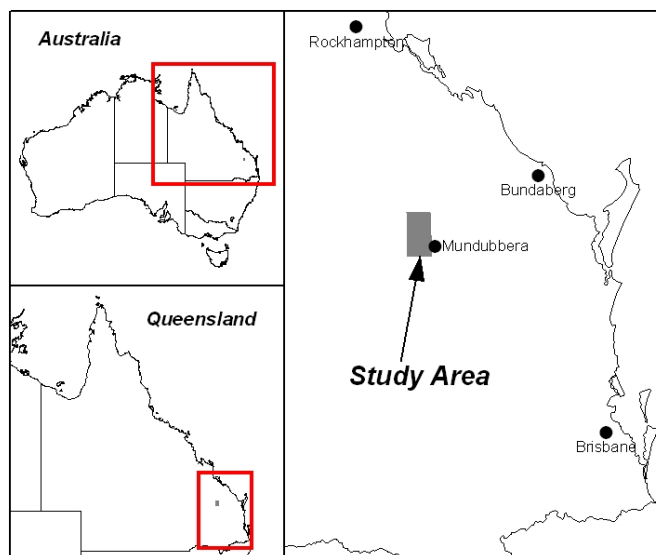 Australia
Queensland
Rockhampton
Bundaberg
Mundubbera
Study Area
Brisbane